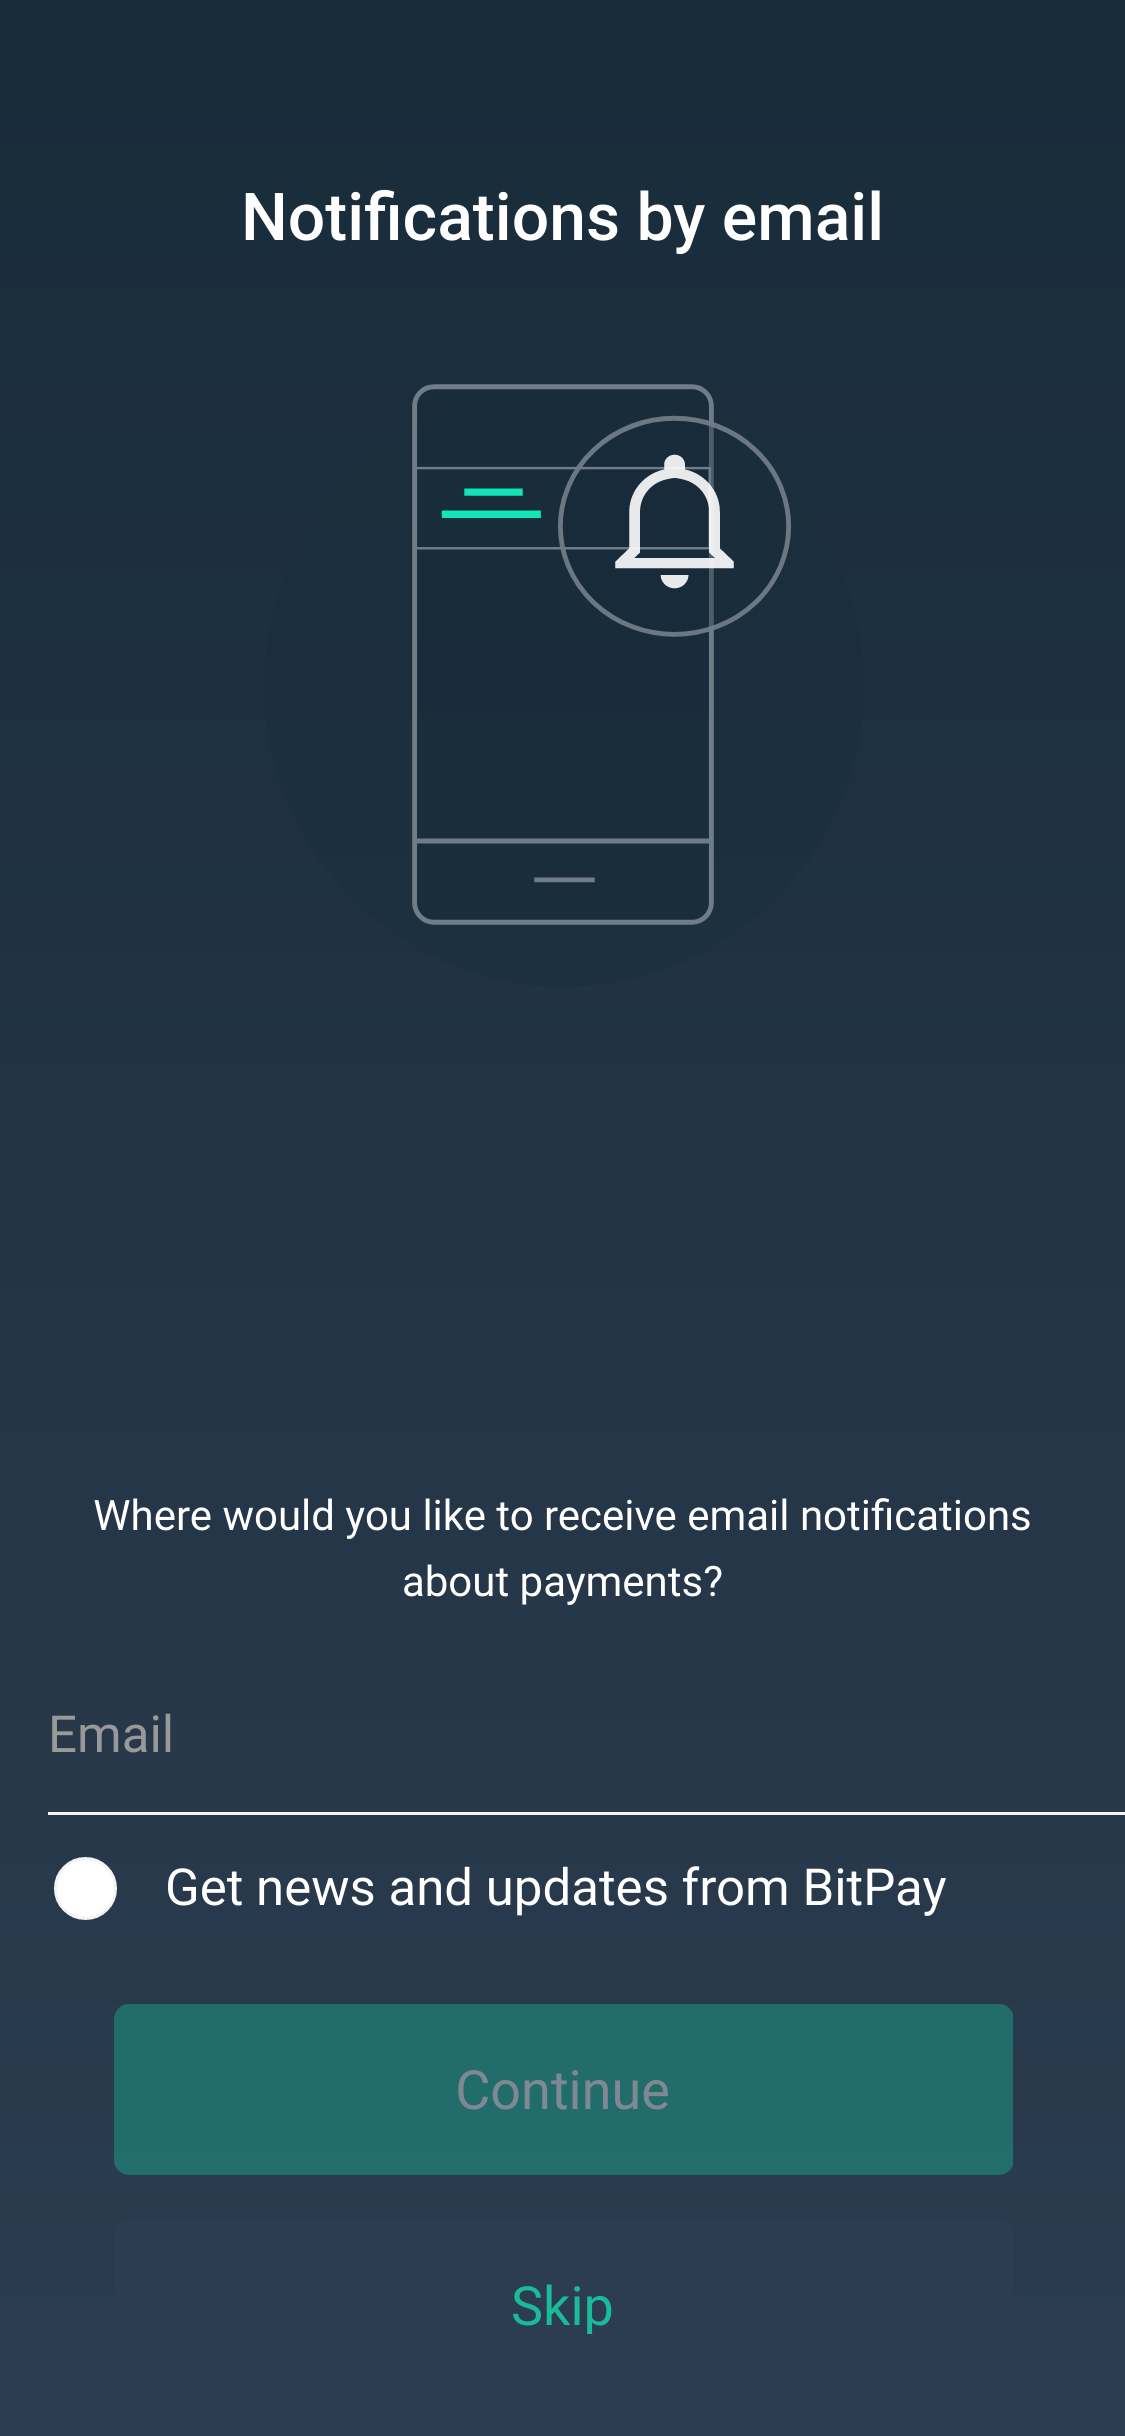 Notifications by email
Where would you like to receive email notifications
about payments?
Email
Get news and updates from BitPay
Continue
Skip